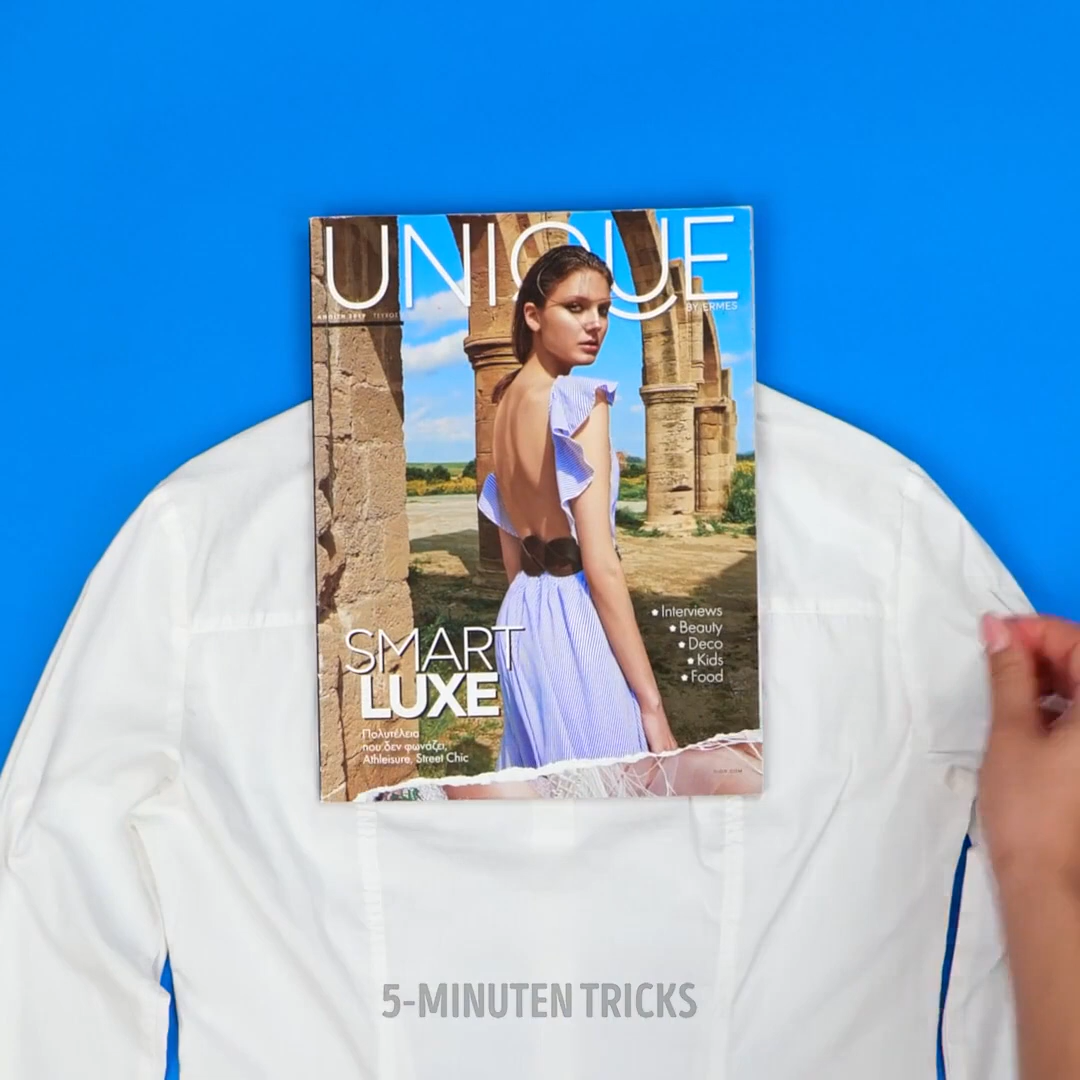 UNIQUE
BY ERMES
SMART
LUXE
Πολυτέλεια
που δεν φωνάζει,
Athleisure, Street Chic
Interviews
Beauty
Deco
Kids
Food
5-MINUTEN TRICKS